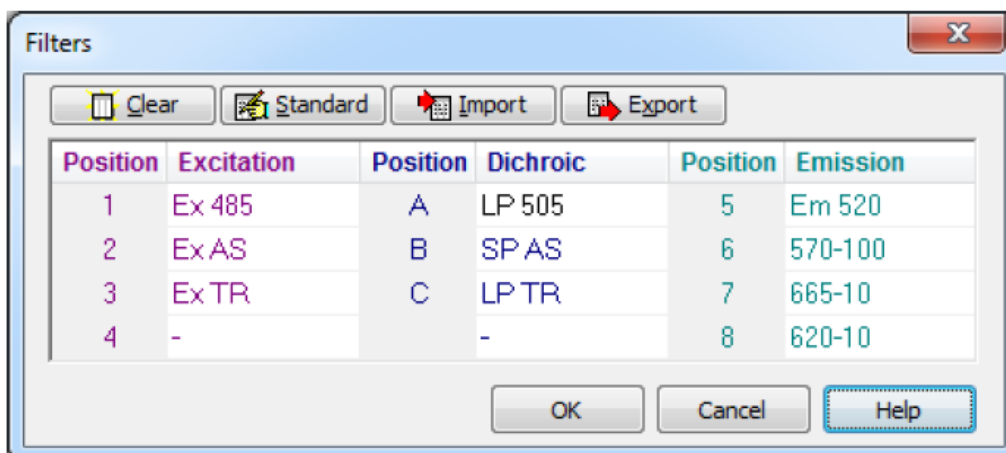 Filters
Clear Standard Import Export
Position Excitation Position Dichroic Position Emission
1 Ex 485 A LP 505 5 Em 520
2 Ex AS B SP AS 6 570-100
3 Ex TR C LP TR 7 665-10
4 - - 8 620-10
OK Cancel Help